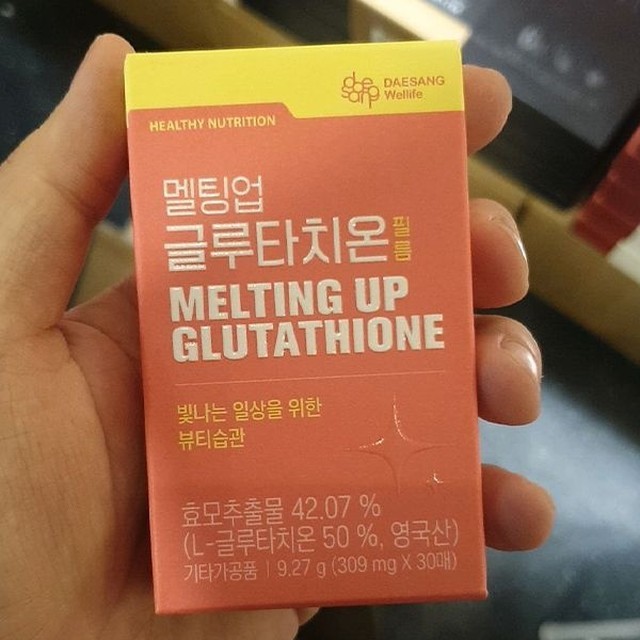 daesang
DAESANG
Wellife
HEALTHY NUTRITION
멜팅업
글루타치온 필름
MELTING UP
GLUTATHIONE
빛나는 일상을 위한
뷰티습관
효모추출물 42.07 %
(L-글루타치온 50 %, 영국산)
기타가공품 | 9.27 g (309 mg X 30매)